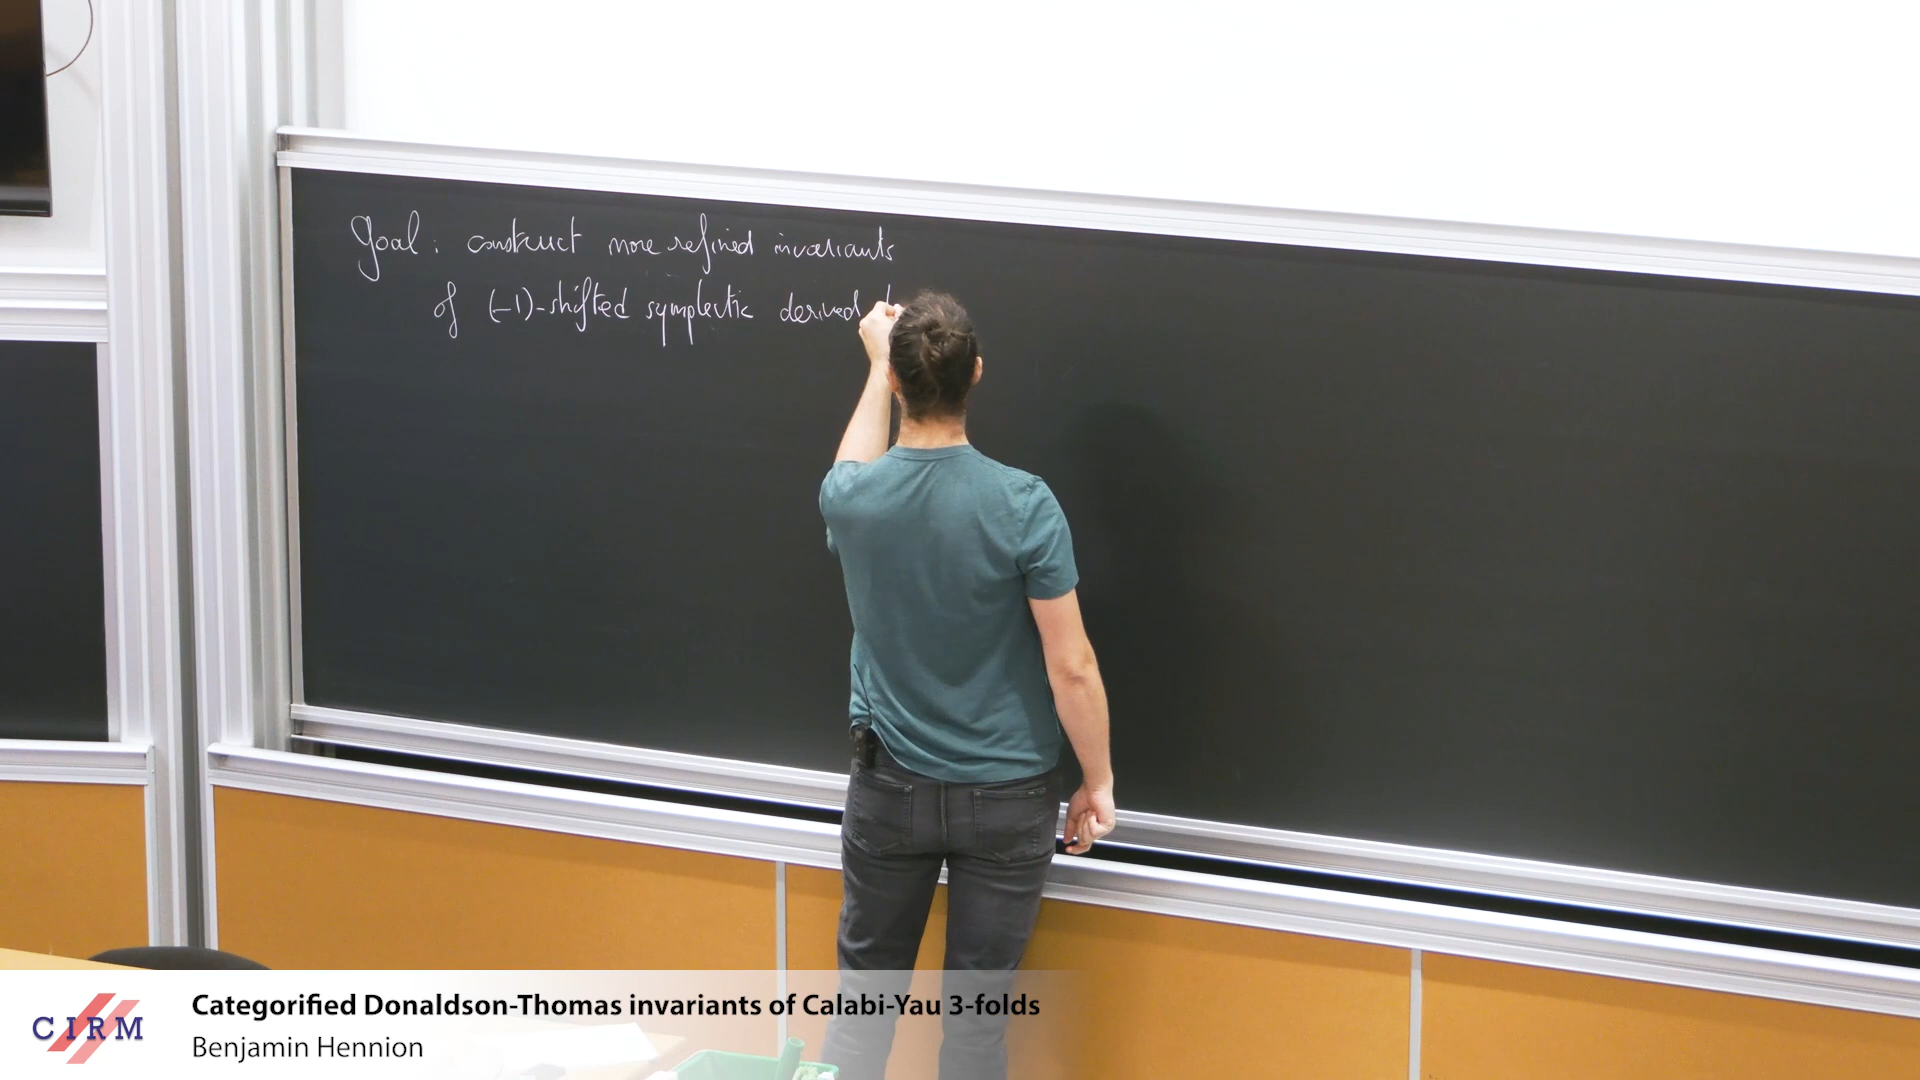 Goal: construct more refined invariants
of (-1)-shifted symplectic derived
CIRM
Categorified Donaldson-Thomas invariants of Calabi-Yau 3-folds
Benjamin Hennion